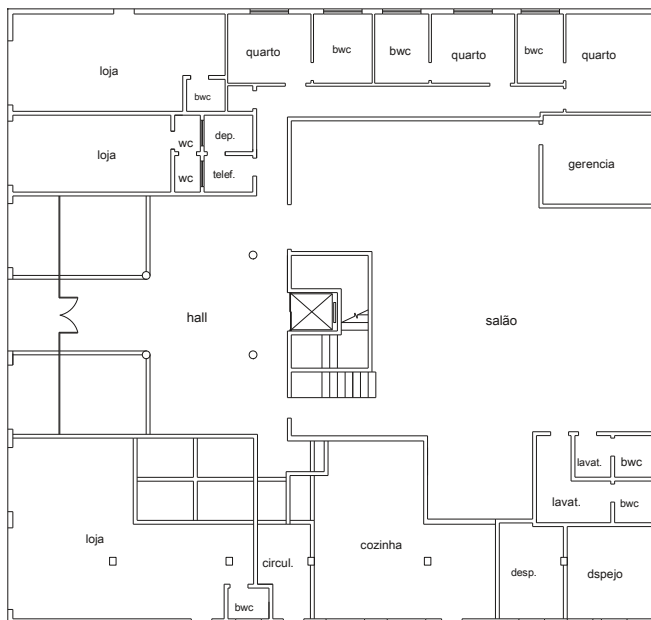 quarto
bwc
bwc
quarto
bwc
quarto
loja
bwc
loja
wc
dep.
wc
telef.
gerencia
hall
salão
lavat.
bwc
lavat.
bwc
loja
cozinha
circul.
desp.
dspejo
bwc